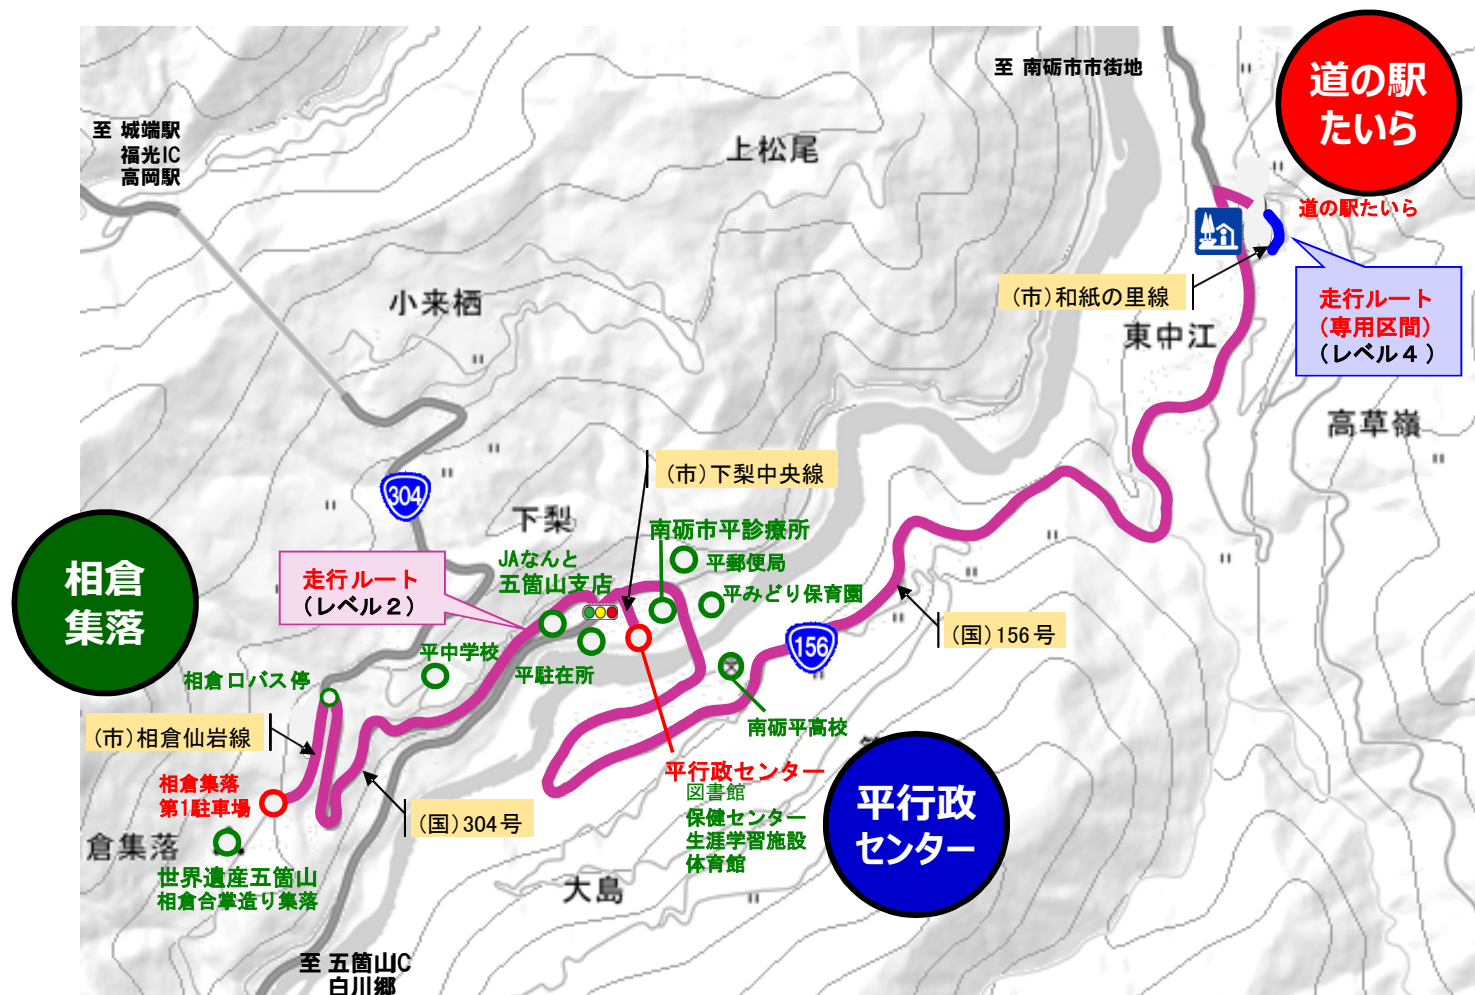 道の駅
たいら
至 南砺市市街地
至 城端駅
福光IC
高岡駅
上松尾
道の駅たいら
(市)和紙の里線
走行ルート
(専用区間)
(レベル4)
小来栖
東中江
高草嶺
(市)下梨中央線
304
下梨
南砺市平診療所
JAなんと
五箇山支店
平郵便局
平みどり保育園
走行ルート
(レベル2)
相倉
集落
(国)156号
156
平中学校
平駐在所
相倉口バス停
南砺平高校
(市)相倉仙岩線
平行政センター
図書館
保健センター
生涯学習施設
体育館
平行政
センター
相倉集落
第1駐車場
(国)304号
倉集落
世界遺産五箇山
相倉合掌造り集落
大島
至 五箇山C
白川郷